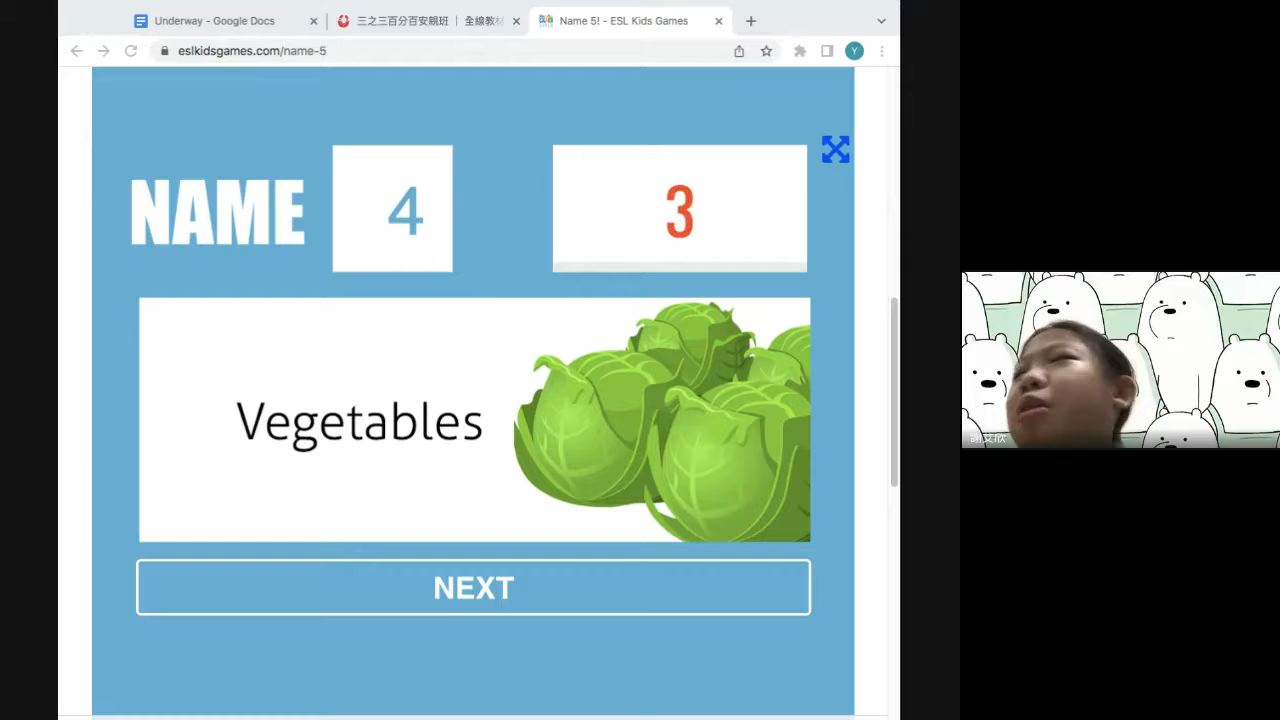 Underway - Google Docs
三之三百分百安親班 | 全線教材
Name 5! - ESL Kids Games
eslkidsgames.com/name-5
Y
NAME
4
3
Vegetables
NEXT